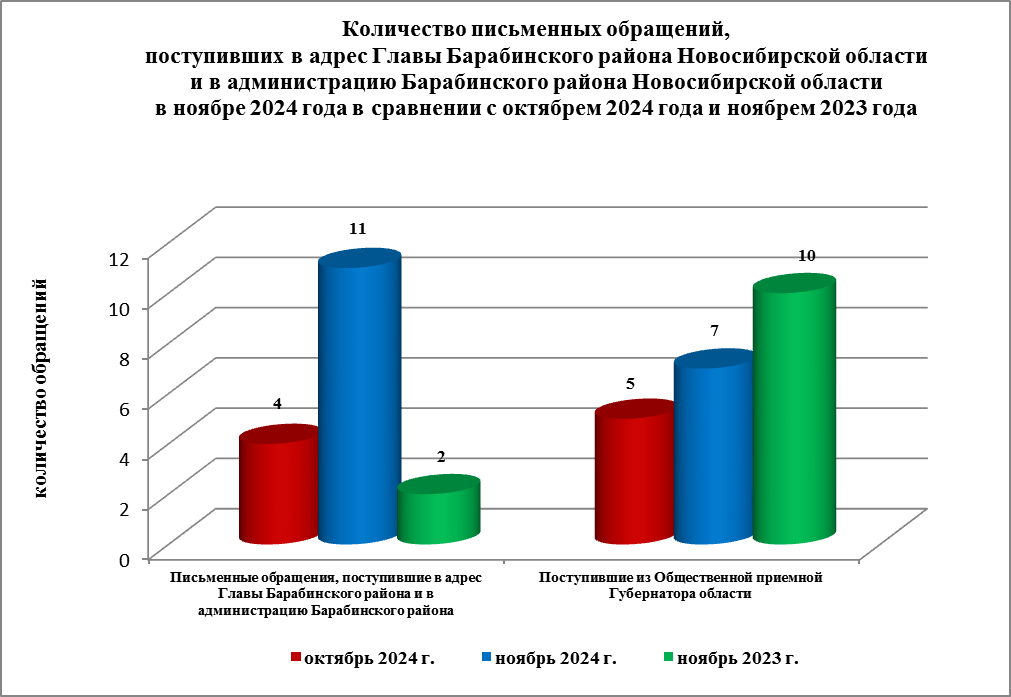 Количество письменных обращений,
поступивших в адрес Главы Барабинского района Новосибирской области
и в администрацию Барабинского района Новосибирской области
в ноябре 2024 года в сравнении с октябрем 2024 года и ноябрем 2023 года
количество обращений
12
10
8
6
4
2
0
4
11
2
5
7
10
Письменные обращения, поступившие в адрес
Главы Барабинского района и в
администрацию Барабинского района
Поступившие из Общественной приемной
Губернатора области
октябрь 2024 г.
ноябрь 2024 г.
ноябрь 2023 г.